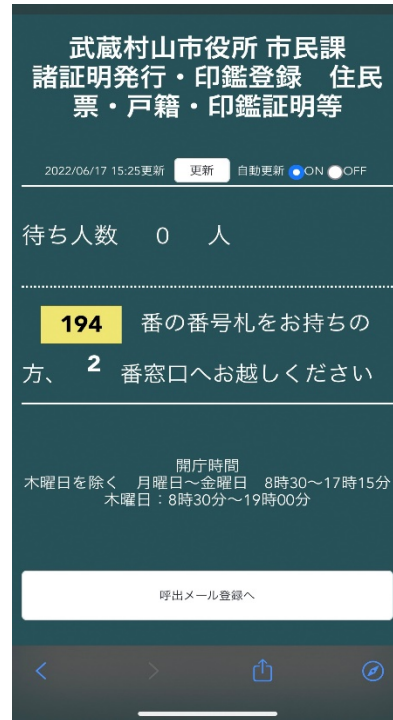 武蔵村山市役所 市民課
諸証明発行・印鑑登録　住民
票・戸籍・印鑑証明等
2022/06/17 15:25更新 更新 自動更新 ON OFF
待ち人数　0　人
194 番の番号札をお持ちの
方、 2 番窓口へお越しください
開庁時間
木曜日を除く　月曜日～金曜日　8時30～17時15分
木曜日：8時30分～19時00分
呼出メール登録へ